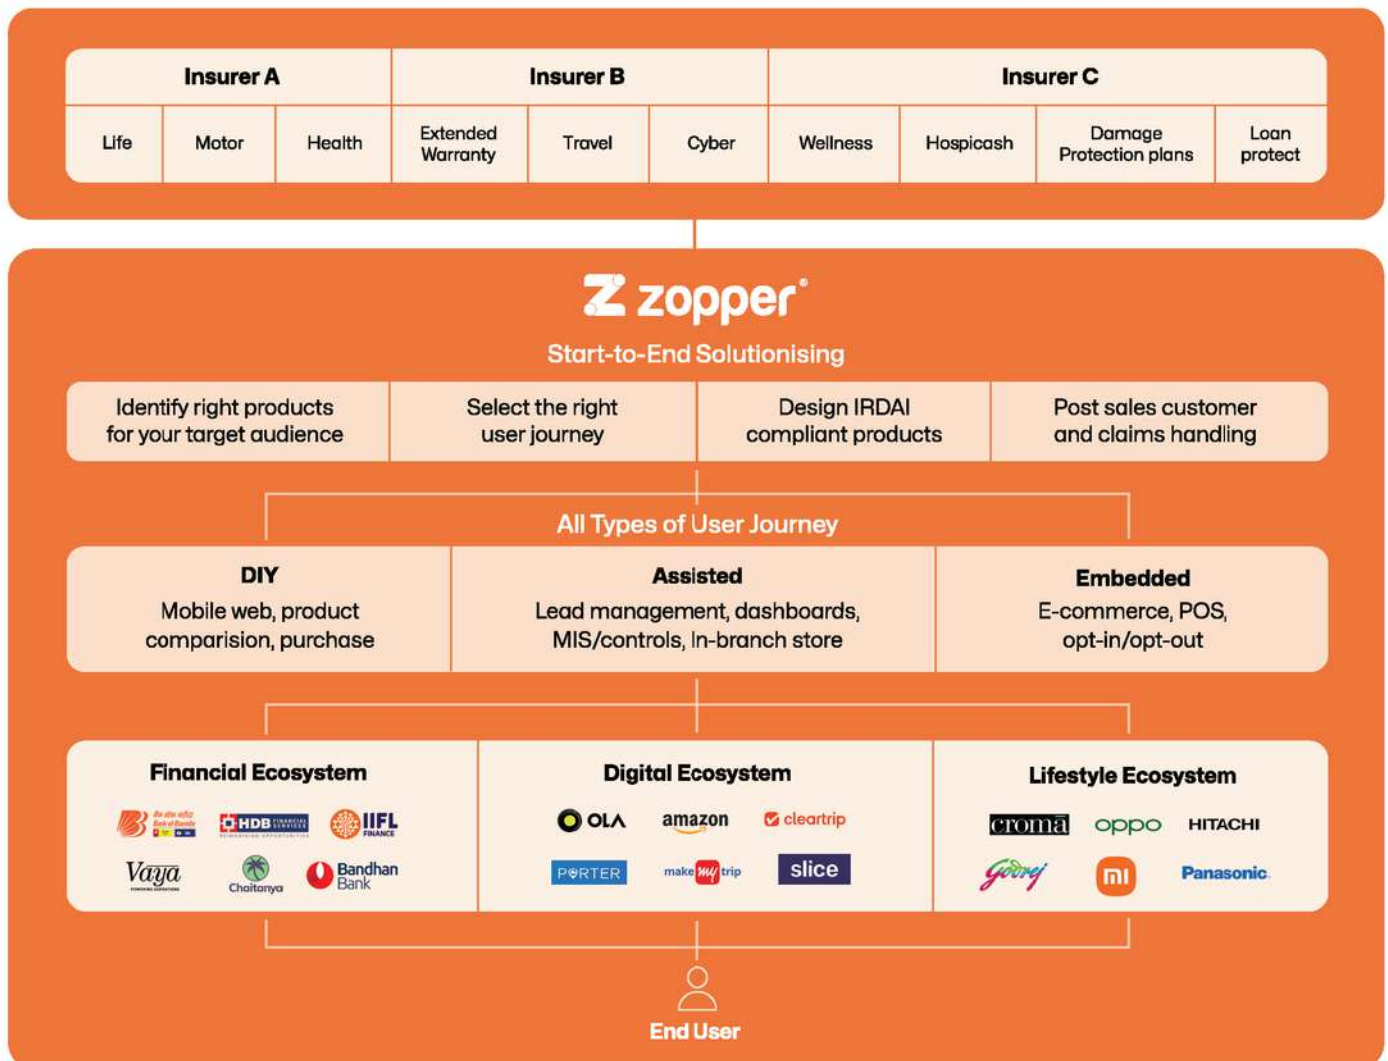 Insurer A
Insurer B
Insurer C
Life
Motor
Health
Extended
Warranty
Travel
Cyber
Wellness
Hospicash
Damage
Protection plans
Loan
protect
zopper®
Start-to-End Solutionising
Identify right products
for your target audience
Select the right
user journey
Design IRDAI
compliant products
Post sales customer
and claims handling
All Types of User Journey
DIY
Mobile web, product
comparision, purchase
Assisted
Lead management, dashboards,
MIS/controls, In-branch store
Embedded
E-commerce, POS,
opt-in/opt-out
Financial Ecosystem
Bank of Baroda
HDB FINANCIAL
SERVICES
IIFL
FINANCE
Vaya
Chaitanya
Bandhan
Bank
Digital Ecosystem
OLA
amazon
cleartrip
PORTER
make my trip
slice
Lifestyle Ecosystem
croma
oppo
HITACHI
Godrej
mi
Panasonic
End User